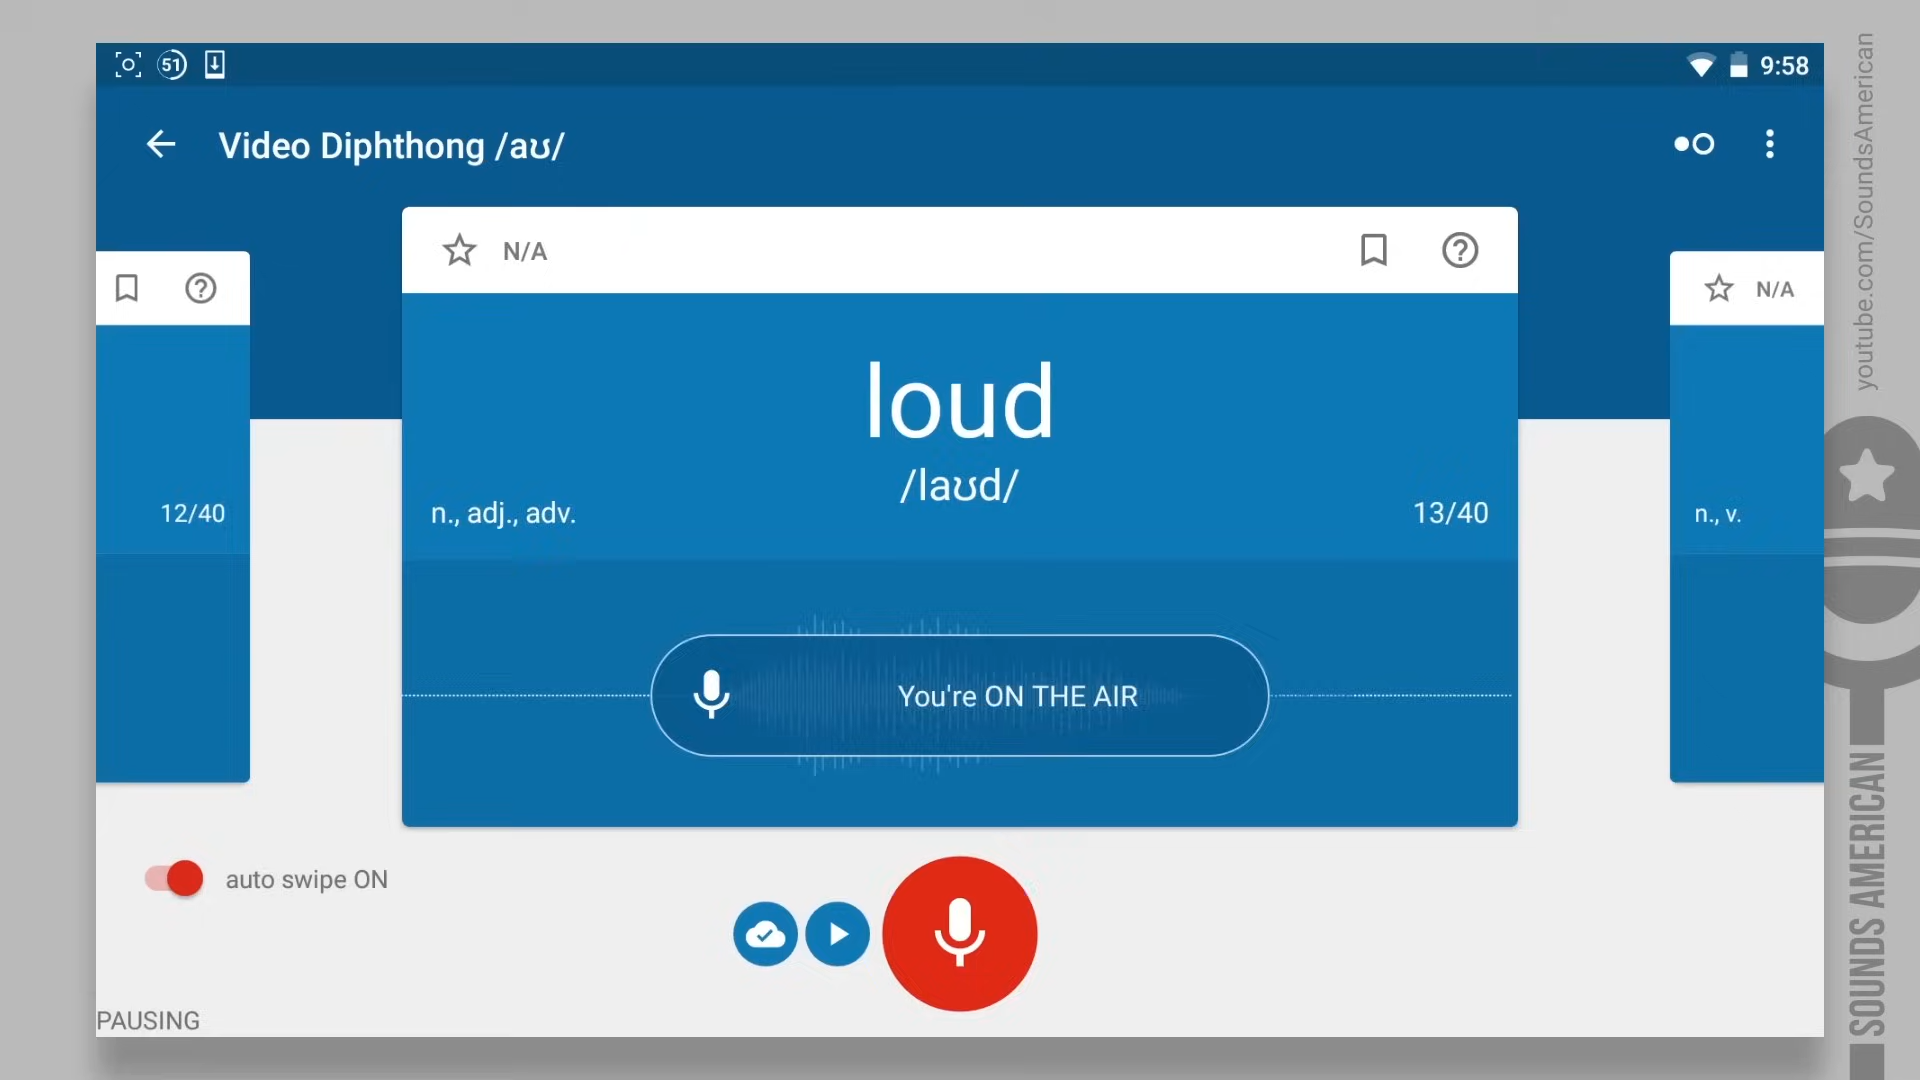 51
9:58
Video Diphthong /aʊ/
N/A
N/A
loud
/laʊd/
12/40
n., adj., adv.
13/40
n., v.
You're ON THE AIR
auto swipe ON
PAUSING
youtube.com/SoundsAmerican
SOUNDS AMERICAN